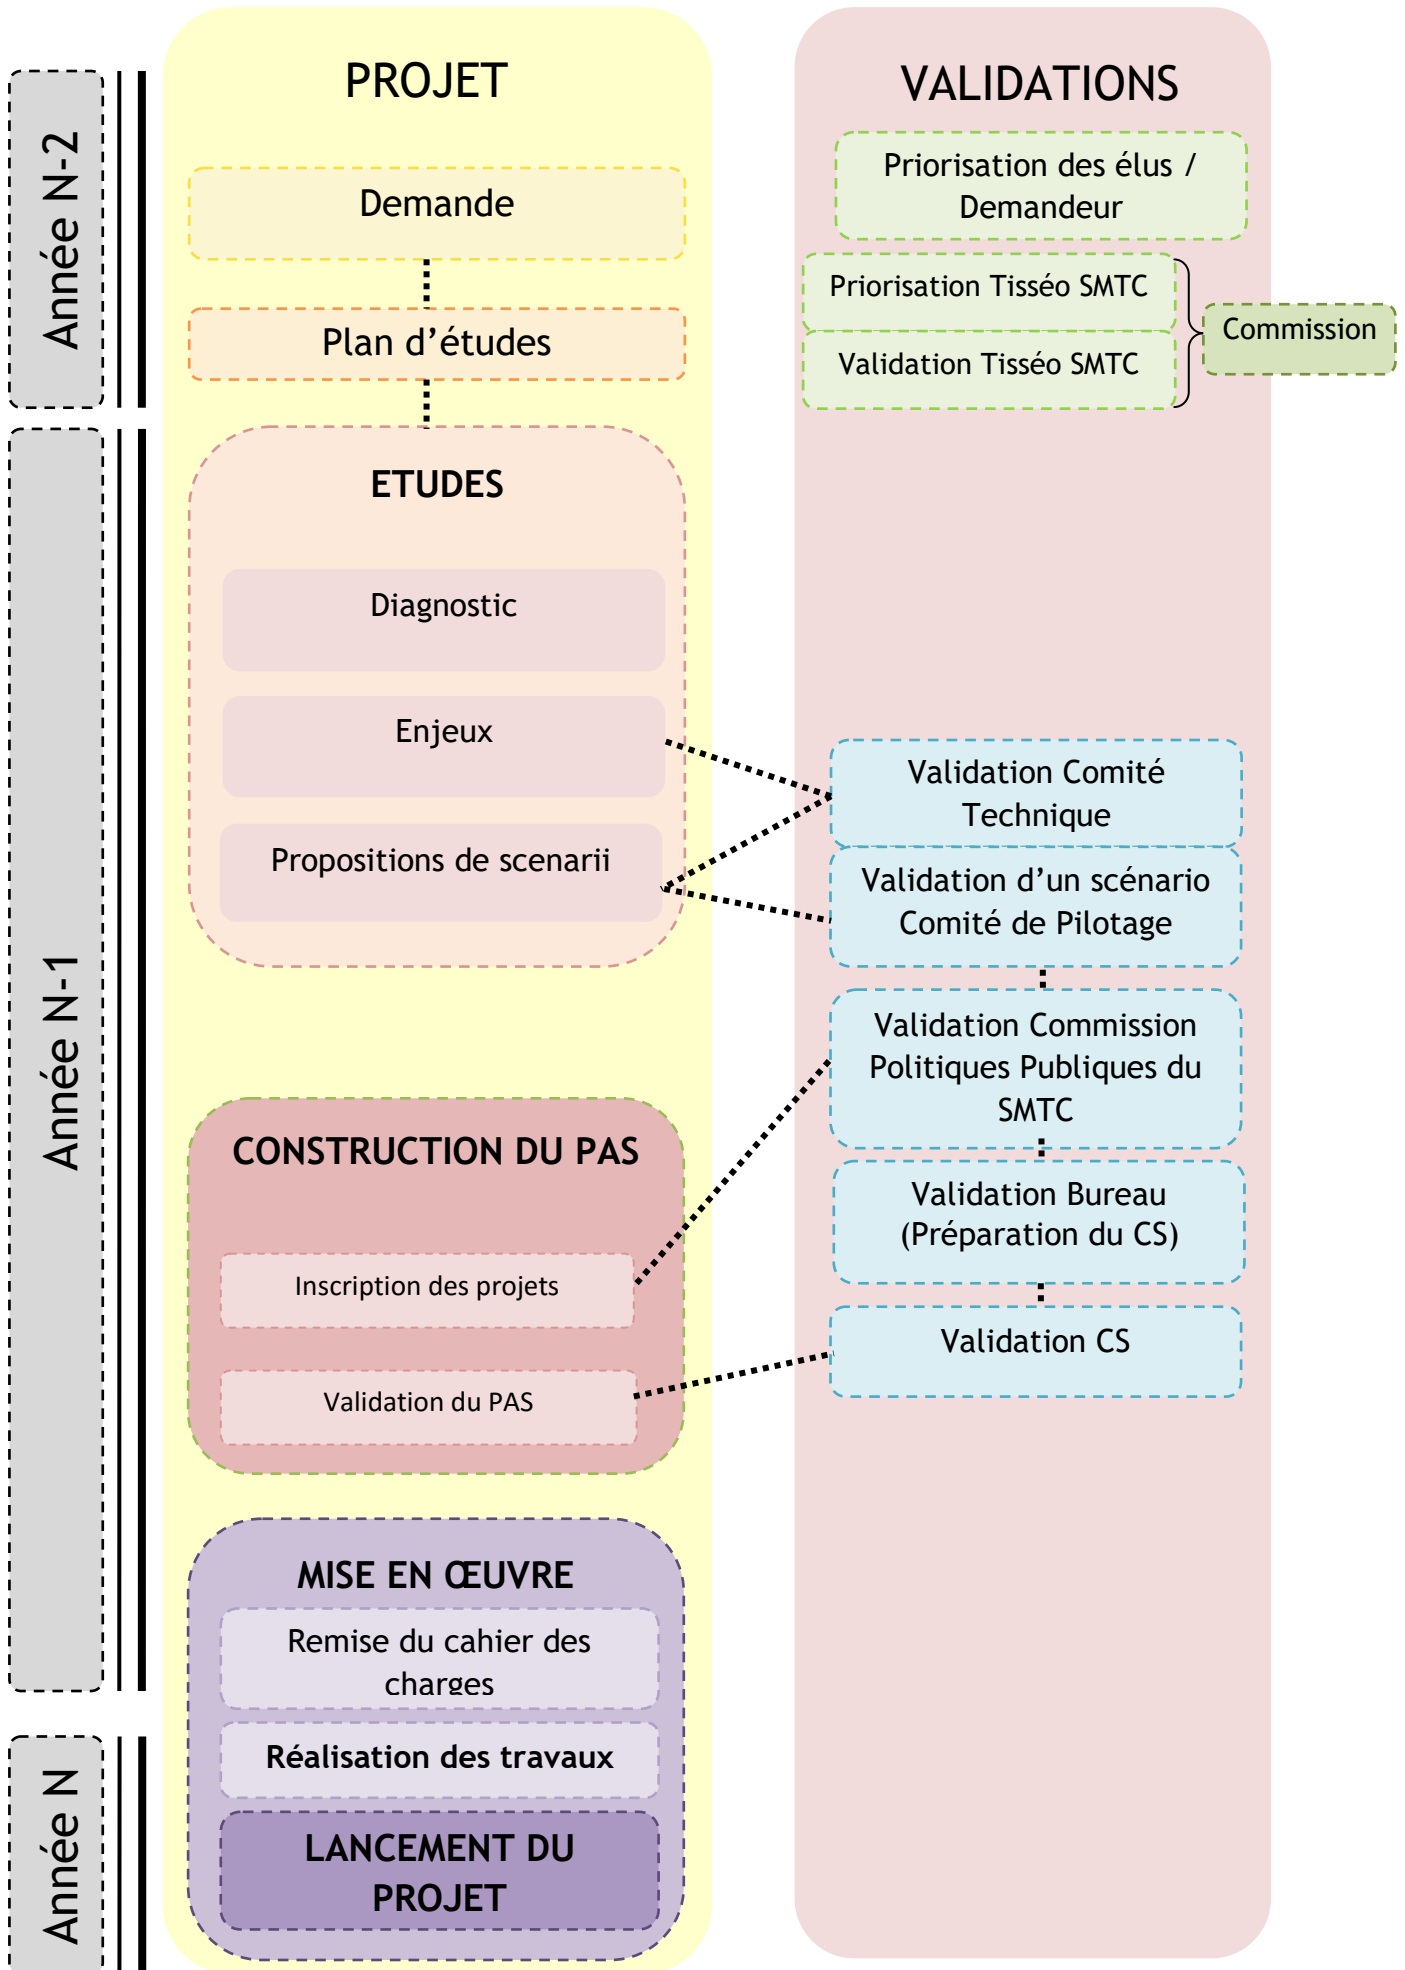 PROJET
VALIDATIONS
Année N-2
Demande
Plan d’études
Priorisation des élus /
Demandeur
Priorisation Tisséo SMTC
Validation Tisséo SMTC
Commission
Année N-1
ETUDES
Diagnostic
Enjeux
Propositions de scenarii
Validation Comité
Technique
Validation d’un scénario
Comité de Pilotage
Validation Commission
Politiques Publiques du
SMTC
CONSTRUCTION DU PAS
Inscription des projets
Validation du PAS
Validation Bureau
(Préparation du CS)
Validation CS
MISE EN ŒUVRE
Remise du cahier des
charges
Année N
Réalisation des travaux
LANCEMENT DU
PROJET